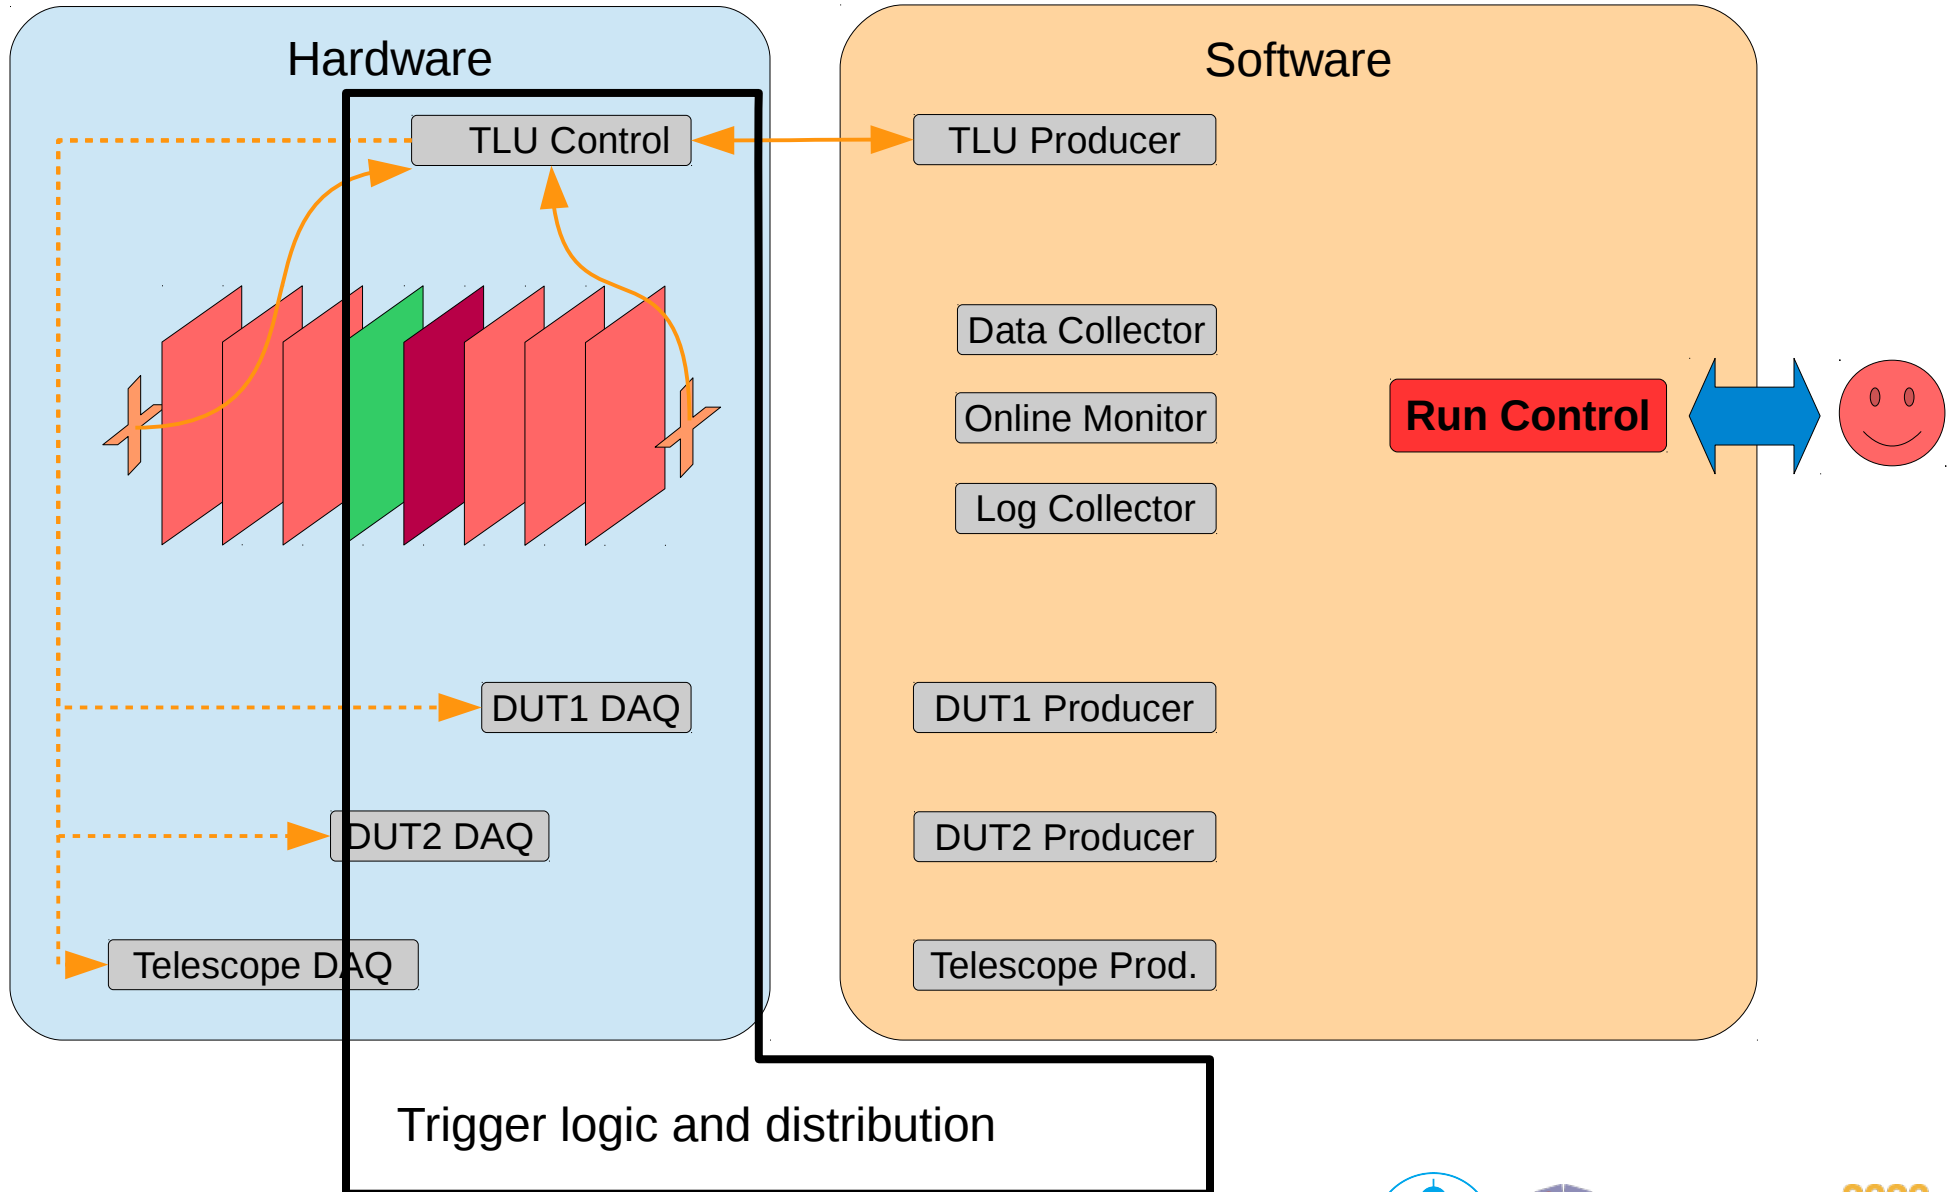 Hardware
Software
TLU Control
TLU Producer
Data Collector
Online Monitor
Run Control
Log Collector
DUT1 DAQ
DUT1 Producer
DUT2 DAQ
DUT2 Producer
Telescope DAQ
Telescope Prod.
Trigger logic and distribution